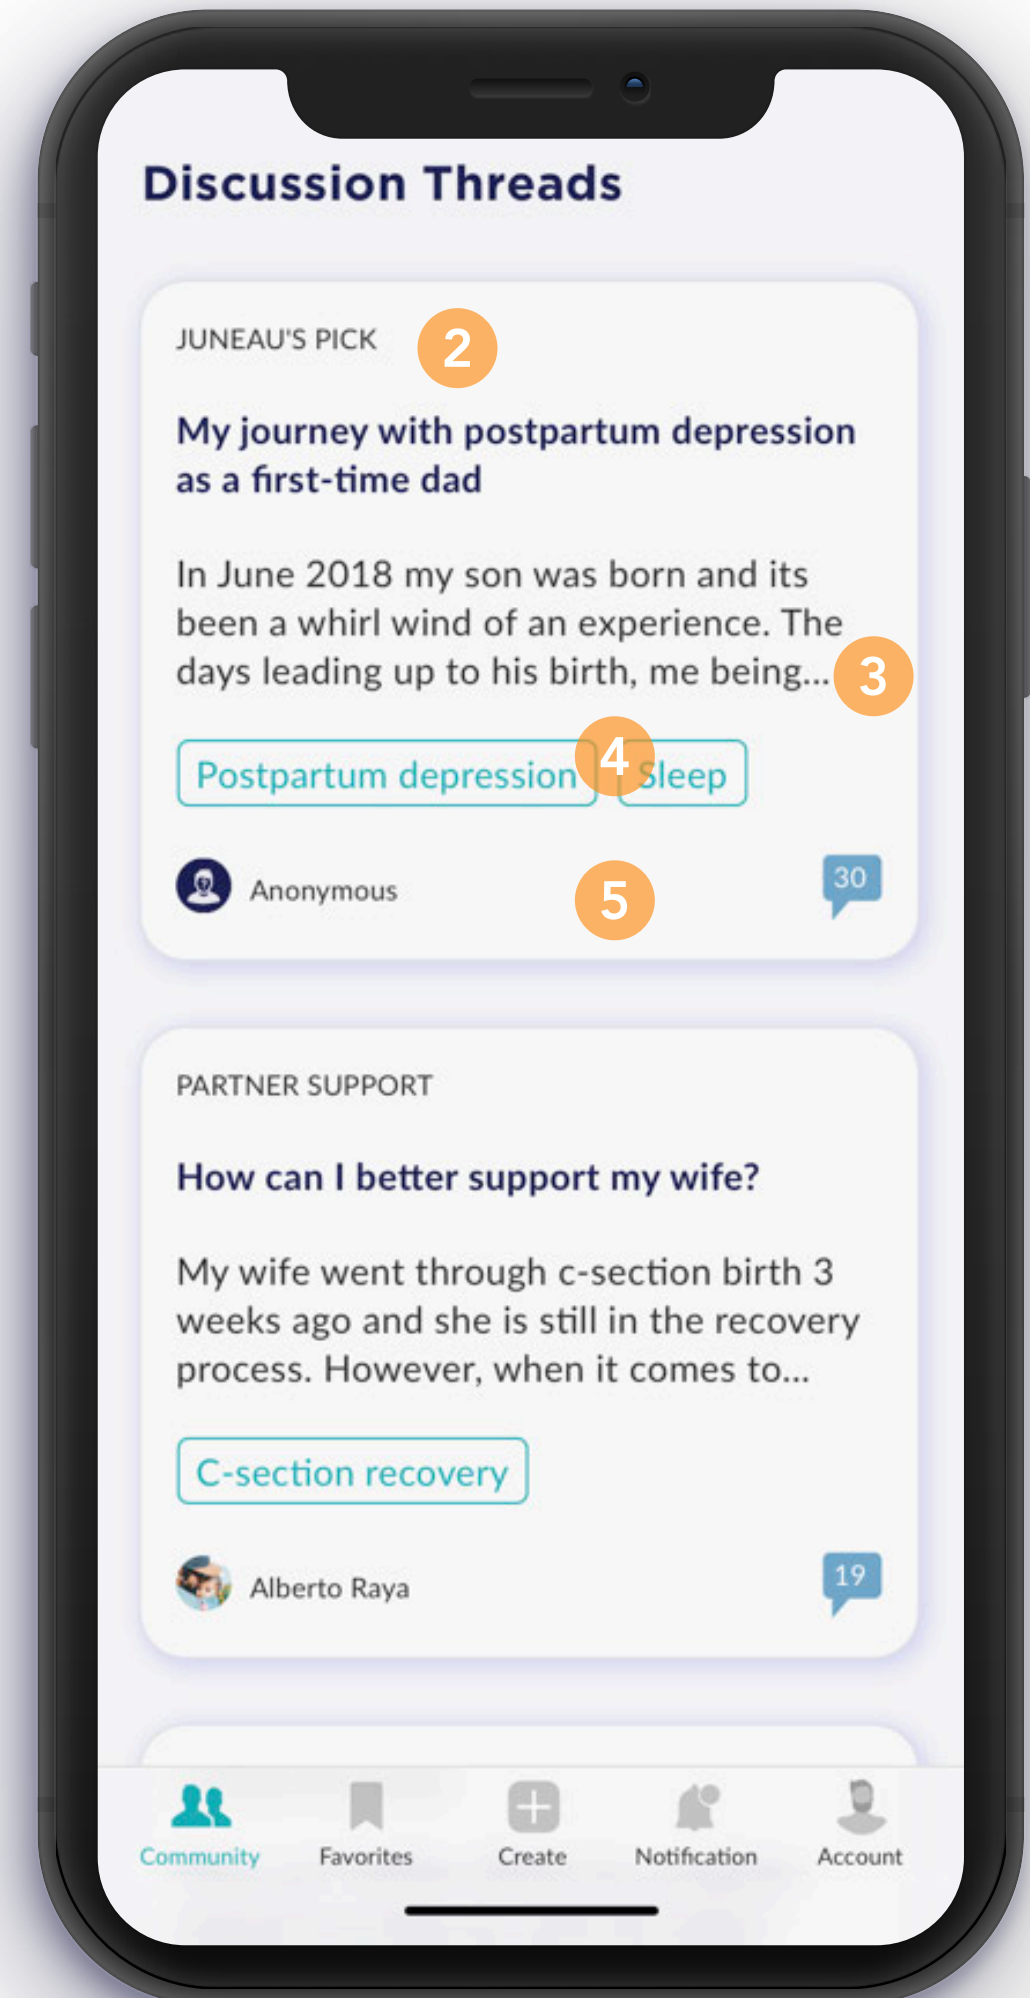 Discussion Threads
JUNEAU'S PICK
2
My journey with postpartum depression
as a first-time dad
In June 2018 my son was born and its
been a whirl wind of an experience. The
days leading up to his birth, me being...
3
Postpartum depression
4
Sleep
Anonymous
5
30
PARTNER SUPPORT
How can I better support my wife?
My wife went through c-section birth 3
weeks ago and she is still in the recovery
process. However, when it comes to...
C-section recovery
Alberto Raya
19
Community
Favorites
Create
Notification
Account